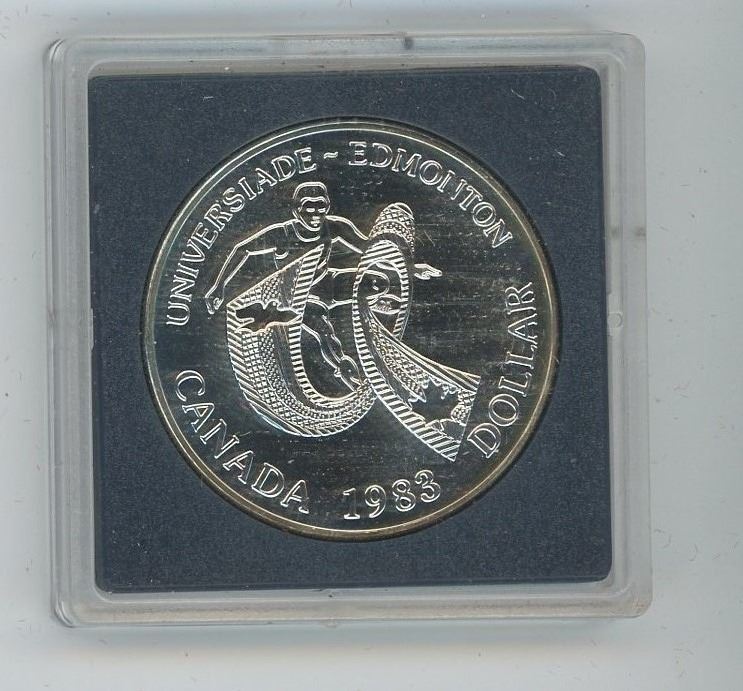 UNIVERSIADE ~ EDMONTON
CANADA 1983 DOLLAR